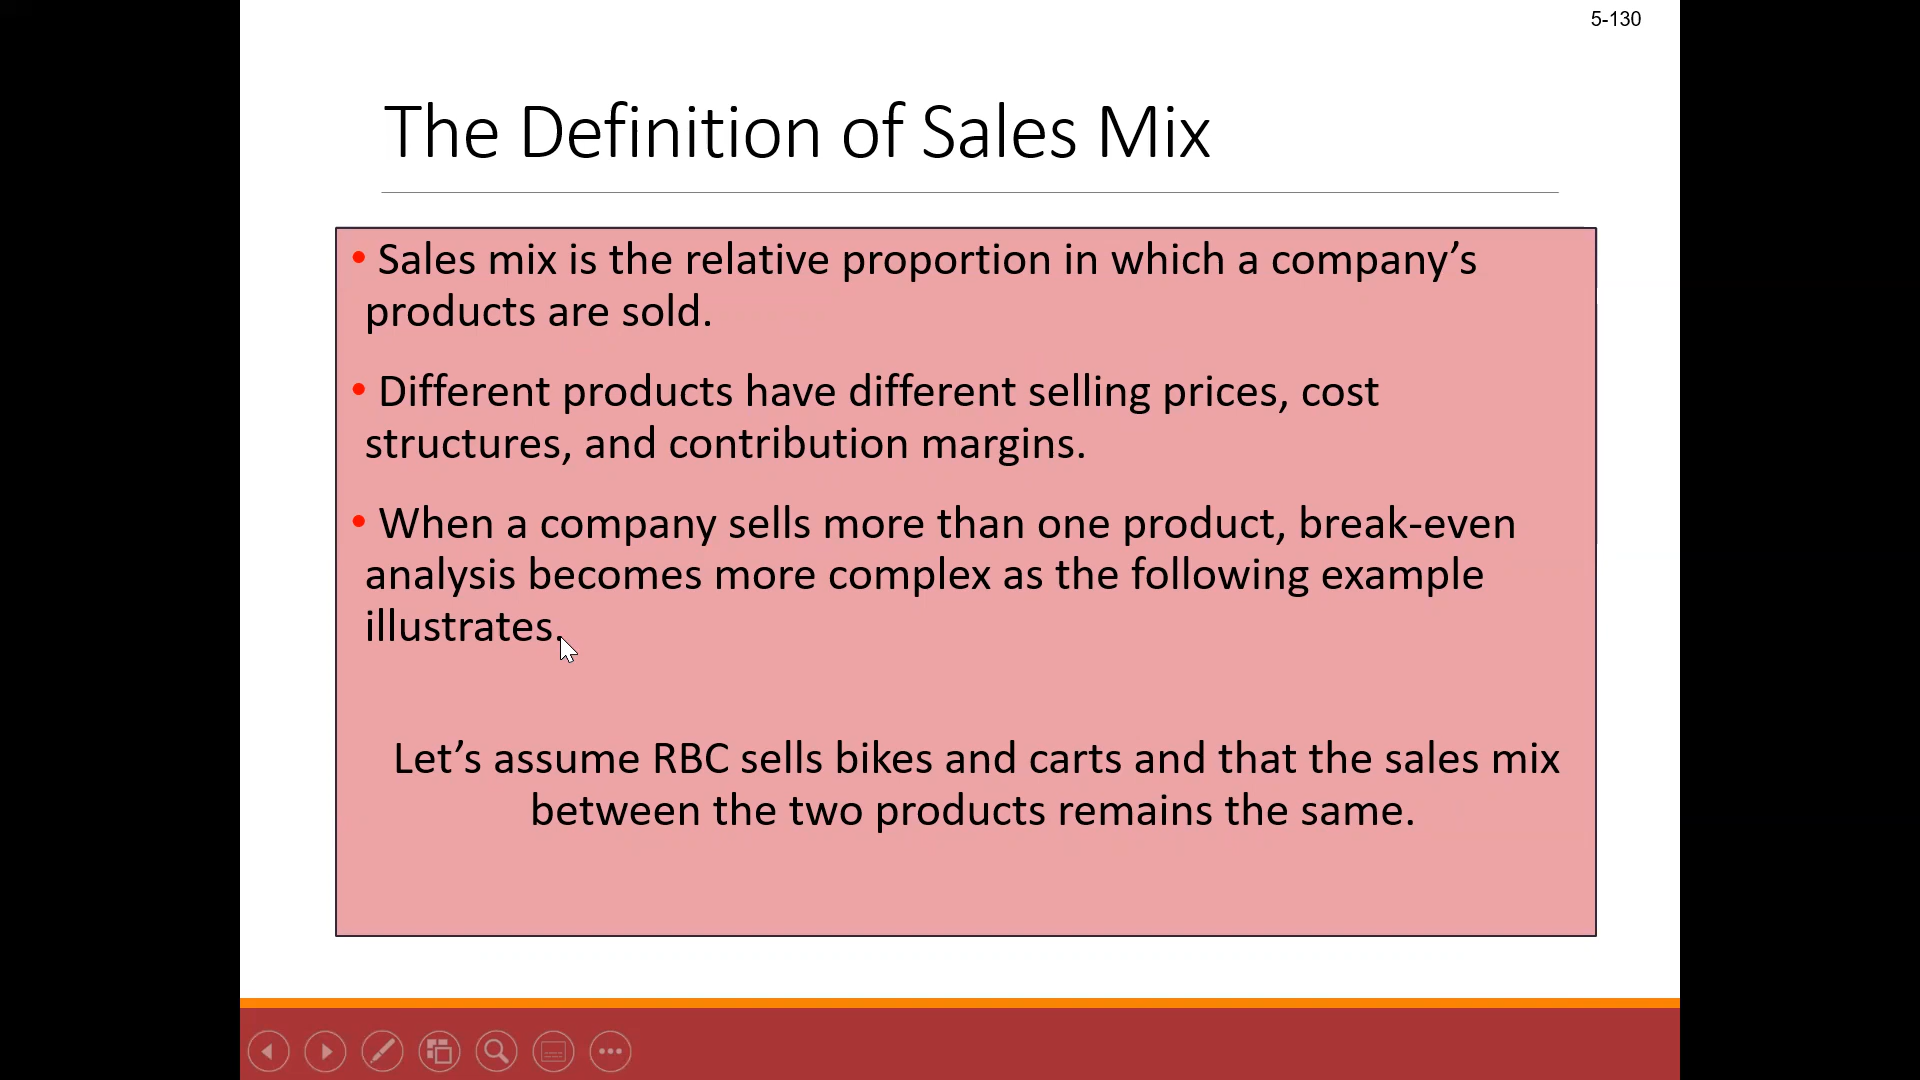 5-130
The Definition of Sales Mix
• Sales mix is the relative proportion in which a company’s
products are sold.
• Different products have different selling prices, cost
structures, and contribution margins.
• When a company sells more than one product, break-even
analysis becomes more complex as the following example
illustrates.
Let’s assume RBC sells bikes and carts and that the sales mix
between the two products remains the same.